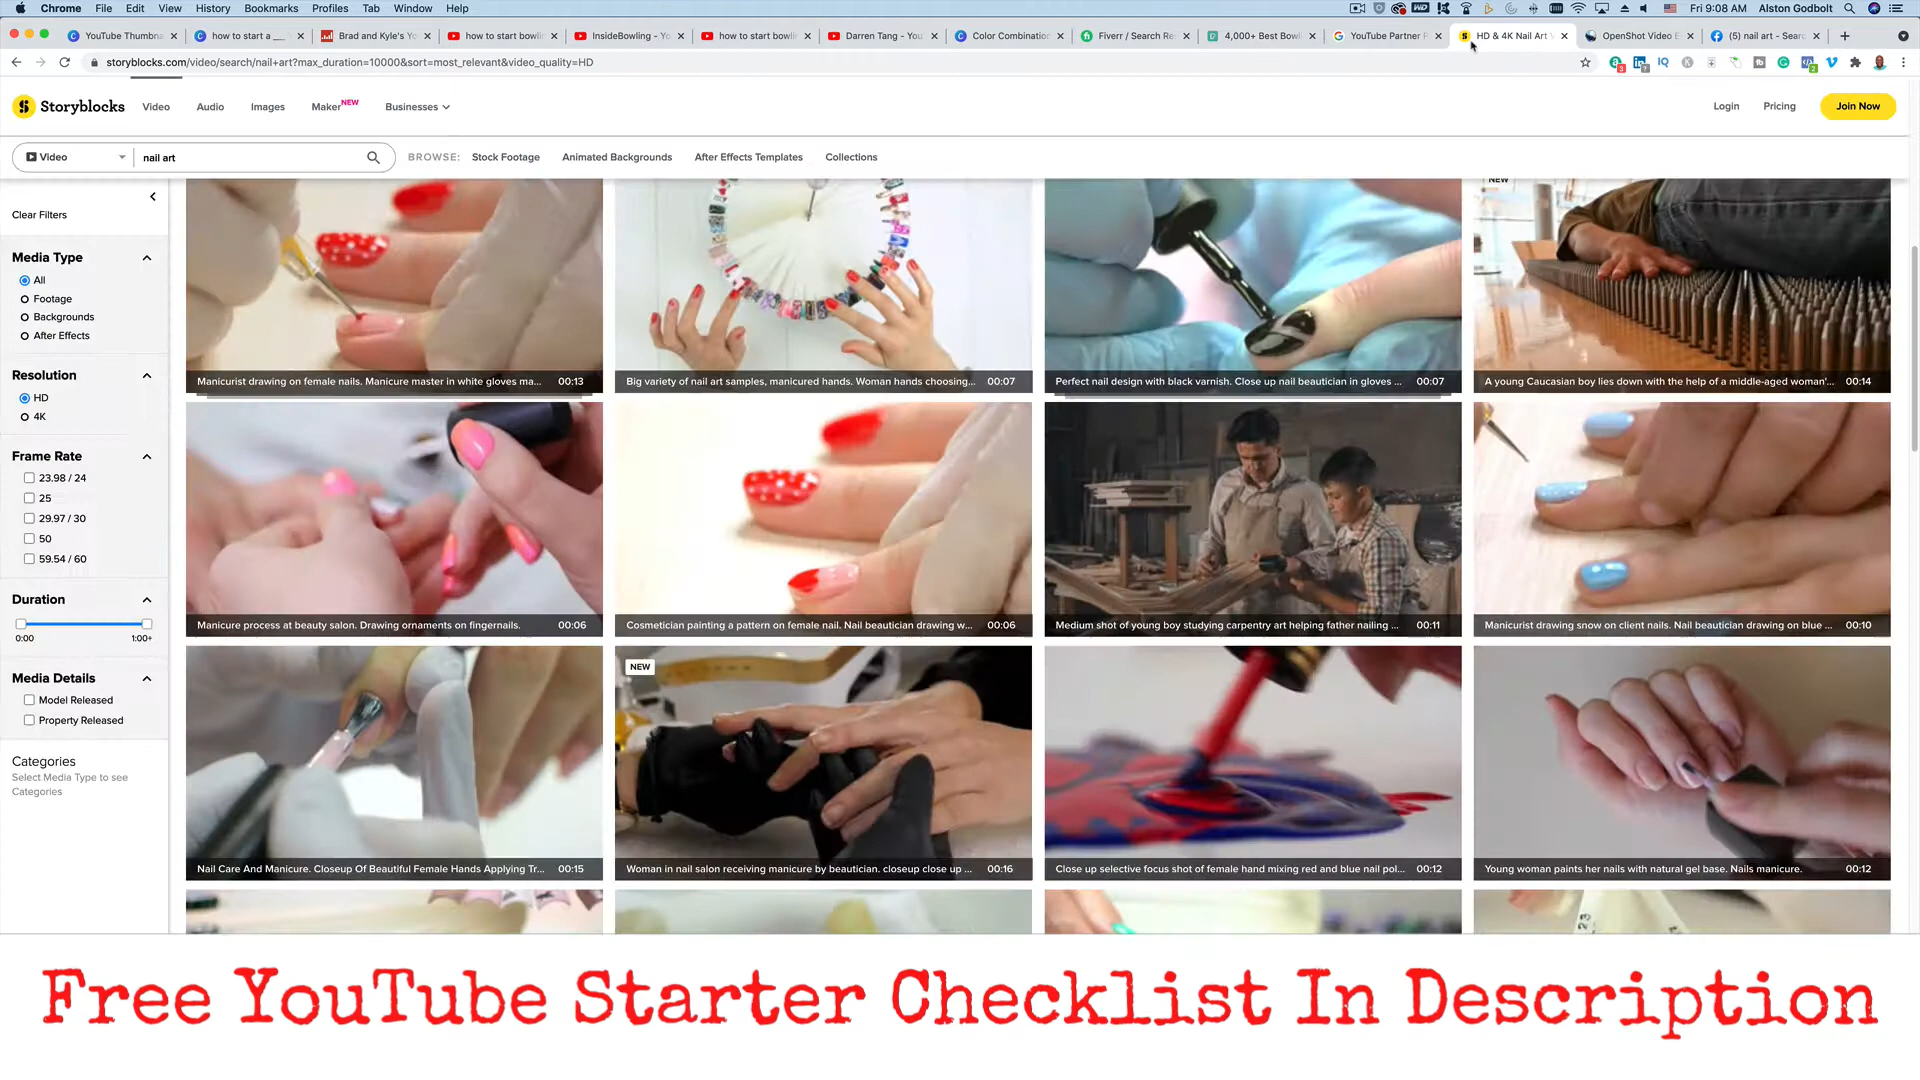 Chrome File Edit View History Bookmarks Profiles Tab Window Help
Fri 9:08 AM Alston Godbolt
YouTube Thumbna
how to start a ___ Y
Brad and Kyle's Yo
how to start bowli
InsideBowling - Yo
how to start bowli
Darren Tang - You
Color Combination
Fiverr / Search Re
4,000+ Best Bowl
YouTube Partner P
HD & 4K Nail Art V
OpenShot Video E
(5) nail art - Searc
storyblocks.com/video/search/nail+art?max_duration=10000&sort=most_relevant&video_quality=HD
Storyblocks
Video Audio Images Maker NEW Businesses
Login Pricing Join Now
Video nail art
BROWSE: Stock Footage Animated Backgrounds After Effects Templates Collections
Clear Filters
Media Type
All
Footage
Backgrounds
After Effects
Resolution
HD
4K
Frame Rate
23.98 / 24
25
29.97 / 30
50
59.54 / 60
Duration
0:00 1:00+
Media Details
Model Released
Property Released
Categories
Select Media Type to see
Categories
NEW
Manicurist drawing on female nails. Manicure master in white gloves ma... 00:13
Big variety of nail art samples, manicured hands. Woman hands choosing... 00:07
Perfect nail design with black varnish. Close up nail beautician in gloves ... 00:07
A young Caucasian boy lies down with the help of a middle-aged woman'... 00:14
Manicure process at beauty salon. Drawing ornaments on fingernails. 00:06
Cosmetician painting a pattern on female nail. Nail beautician drawing w... 00:06
Medium shot of young boy studying carpentry art helping father nailing ... 00:11
Manicurist drawing snow on client nails. Nail beautician drawing on blue ... 00:10
NEW
Nail Care And Manicure. Closeup Of Beautiful Female Hands Applying Tr... 00:15
Woman in nail salon receiving manicure by beautician. closeup close up ... 00:16
Close up selective focus shot of female hand mixing red and blue nail pol... 00:12
Young woman paints her nails with natural gel base. Nails manicure. 00:12
Free YouTube Starter Checklist In Description